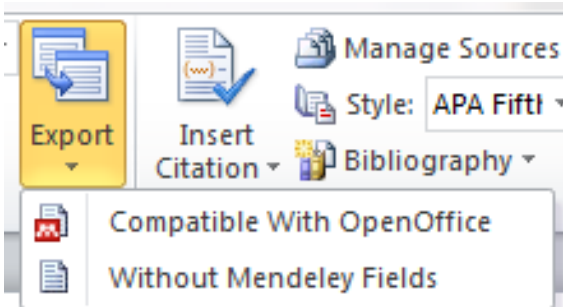 Export
Insert
Citation
Manage Sources
Style: APA Fifth
Bibliography
Compatible With OpenOffice
Without Mendeley Fields